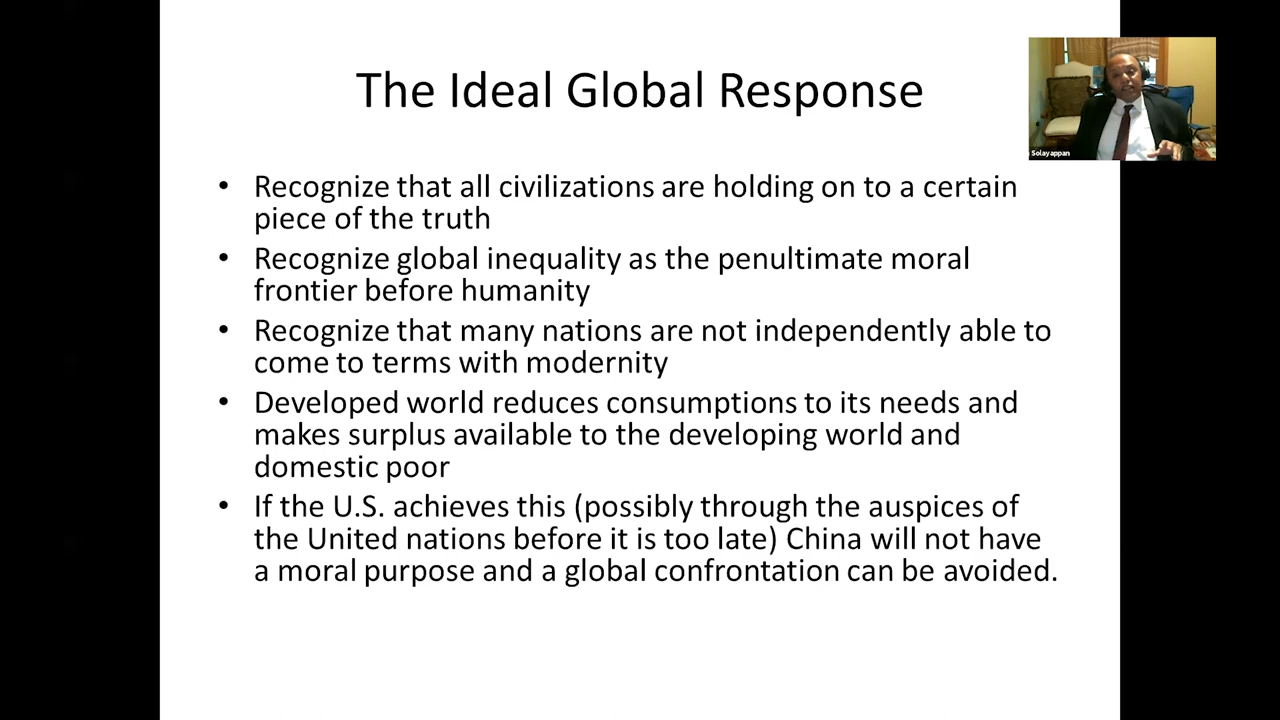 The Ideal Global Response
Solayappan
• Recognize that all civilizations are holding on to a certain
piece of the truth
• Recognize global inequality as the penultimate moral
frontier before humanity
• Recognize that many nations are not independently able to
come to terms with modernity
• Developed world reduces consumptions to its needs and
makes surplus available to the developing world and
domestic poor
• If the U.S. achieves this (possibly through the auspices of
the United nations before it is too late) China will not have
a moral purpose and a global confrontation can be avoided.